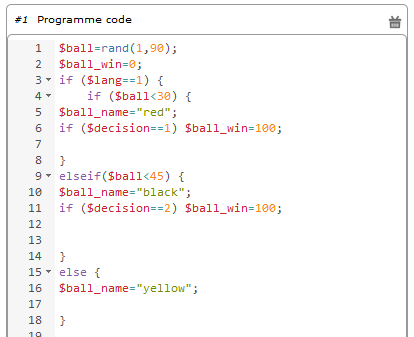 #1 Programme code
1 $ball=rand(1,90);
2 $ball_win=0;
3 if ($lang==1) {
4     if ($ball<30) {
5 $ball_name="red";
6 if ($decision==1) $ball_win=100;
7
8 }
9 elseif($ball<45) {
10 $ball_name="black";
11 if ($decision==2) $ball_win=100;
12
13
14 }
15 else {
16 $ball_name="yellow";
17
18 }
19